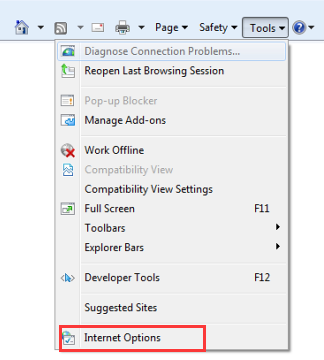 Page Safety Tools
Diagnose Connection Problems...
Reopen Last Browsing Session
Pop-up Blocker
Manage Add-ons
Work Offline
Compatibility View
Compatibility View Settings
Full Screen F11
Toolbars
Explorer Bars
Developer Tools F12
Suggested Sites
Internet Options